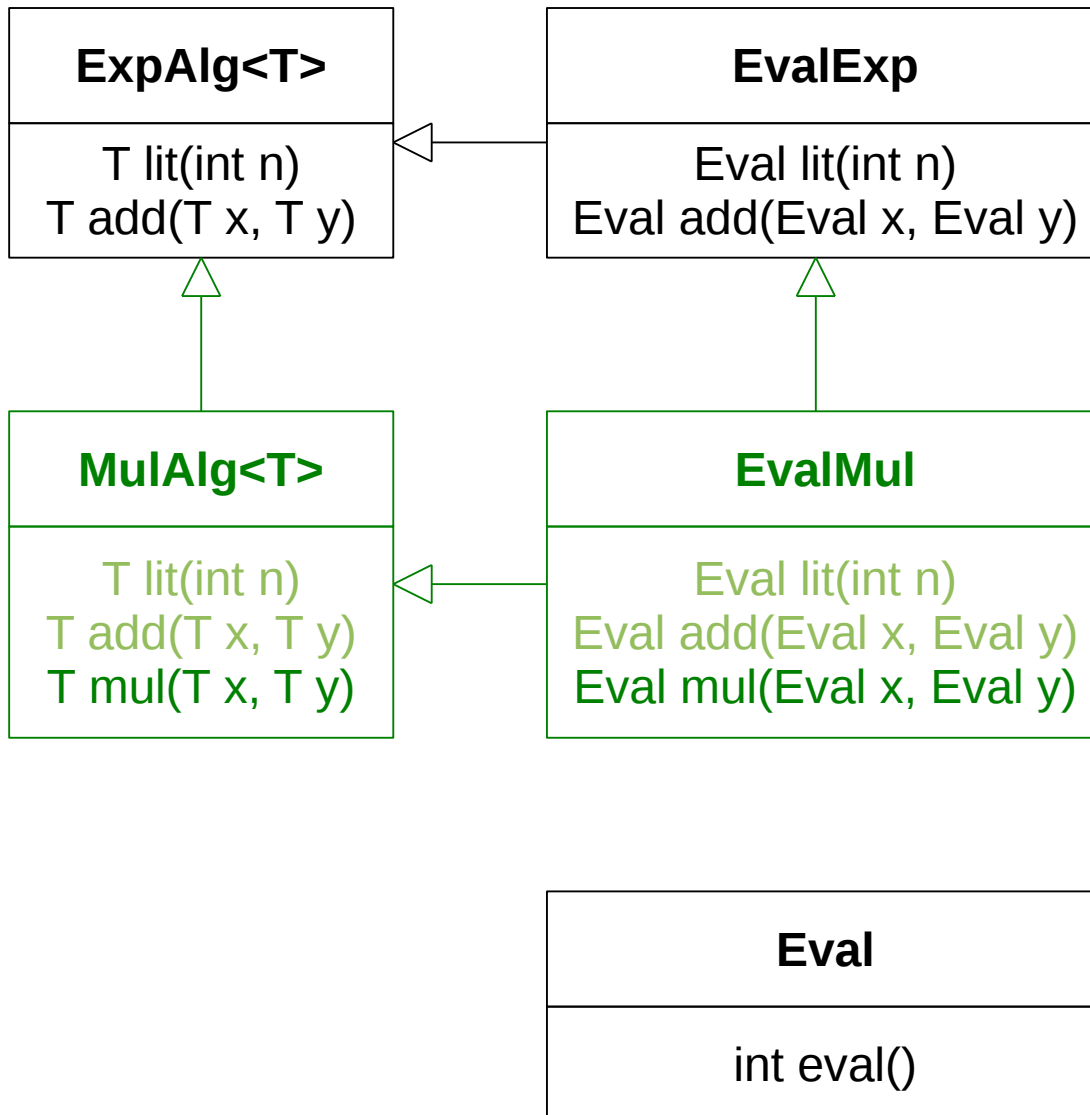 ExpAlg<T>
T lit(int n)
T add(T x, T y)
EvalExp
Eval lit(int n)
Eval add(Eval x, Eval y)
MulAlg<T>
T lit(int n)
T add(T x, T y)
T mul(T x, T y)
EvalMul
Eval lit(int n)
Eval add(Eval x, Eval y)
Eval mul(Eval x, Eval y)
Eval
int eval()